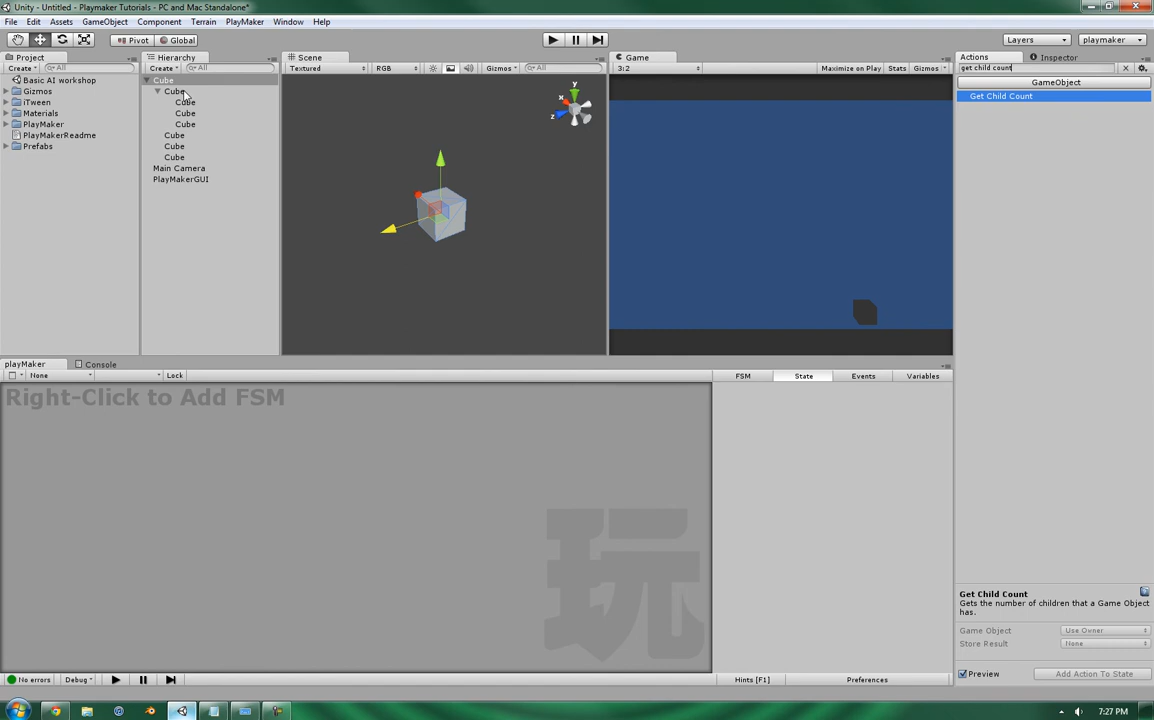 Unity - Untitled - Playmaker Tutorials - PC and Mac Standalone*
File Edit Assets GameObject Component Terrain PlayMaker Window Help
Pivot Global Layers playmaker
Project Hierarchy Scene Game Actions Inspector
Create All Create All Textured RGB Gizmos All 3:2 Maximize on Play Stats Gizmos get child count
Basic AI workshop
Gizmos
iTween
Materials
PlayMaker
PlayMakerReadme
Prefabs
Cube
Cube
Cube
Cube
Cube
Cube
Cube
Cube
Main Camera
PlayMakerGUI
y
x
z
GameObject
Get Child Count
playMaker Console
None Lock FSM State Events Variables
Right-Click to Add FSM
玩
Get Child Count
Gets the number of children that a Game Object
has.
Game Object Use Owner
Store Result None
Preview Add Action To State
No errors Debug Hints [F1] Preferences
7:27 PM